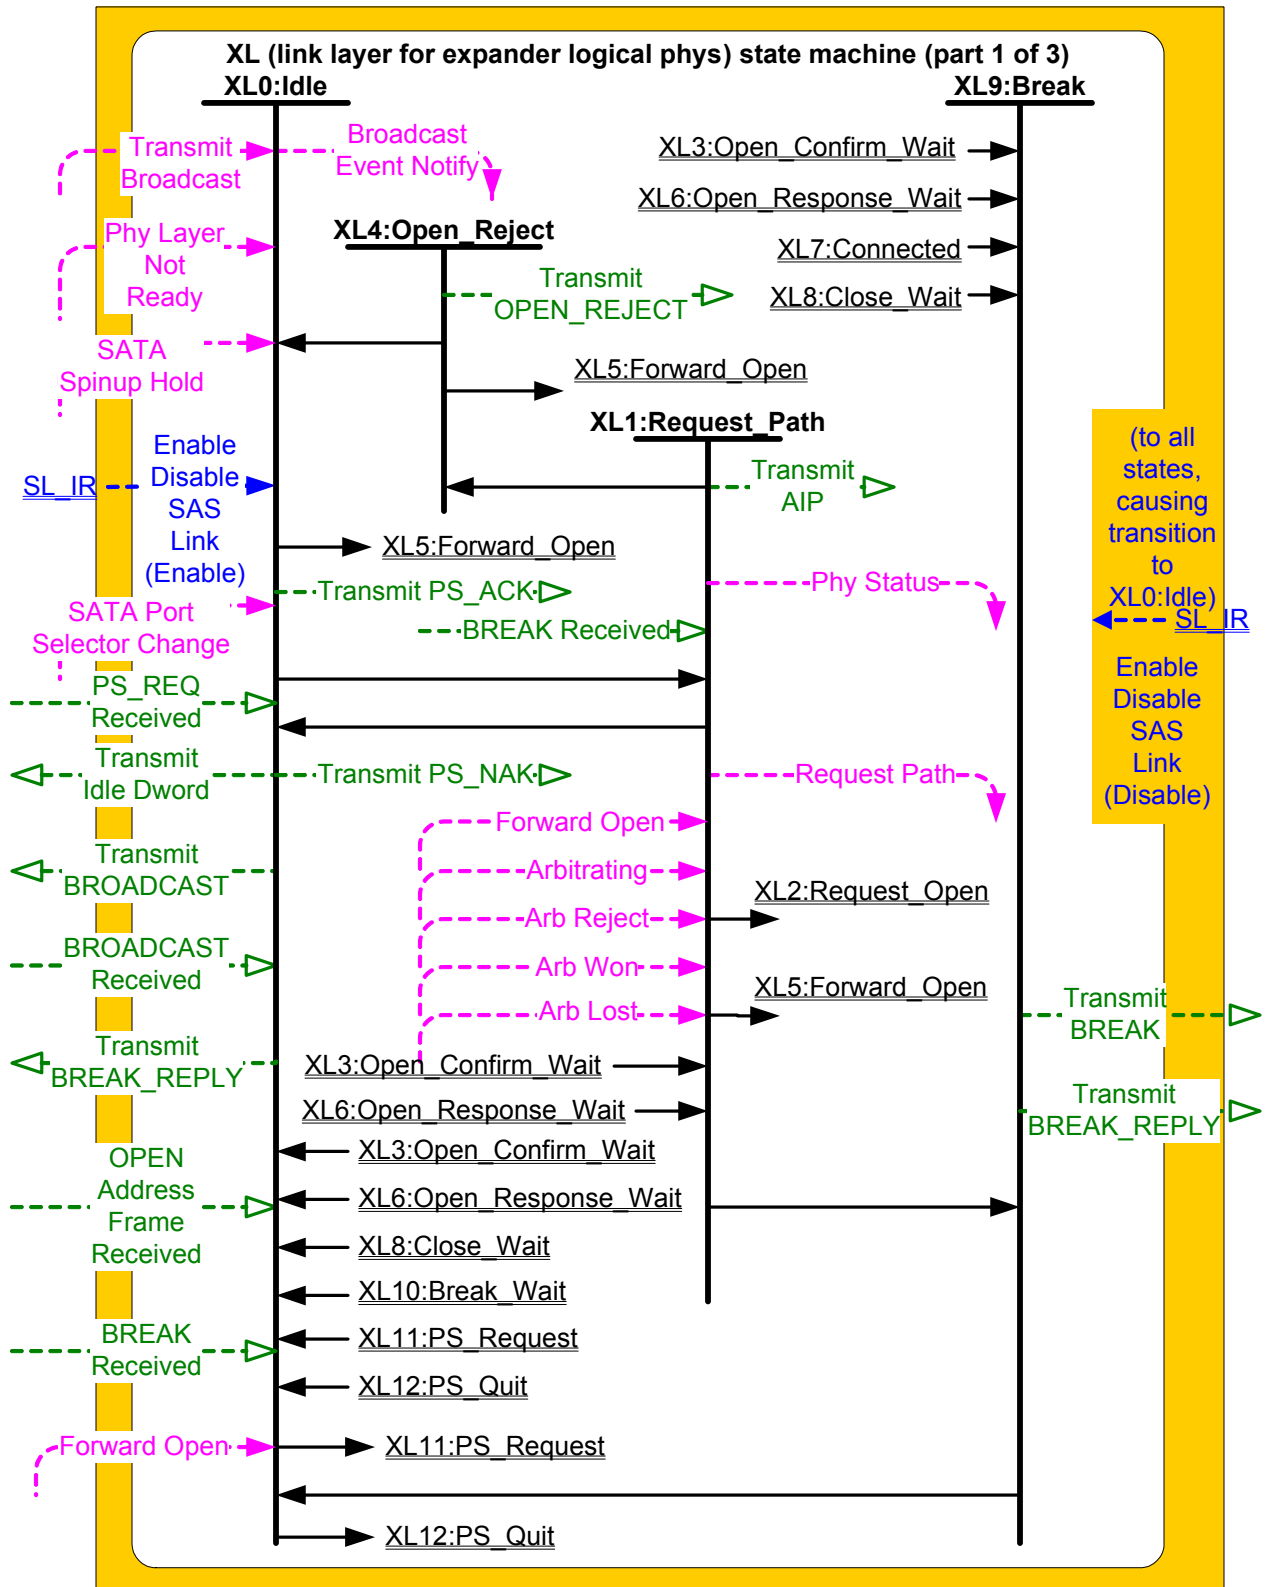 XL (link layer for expander logical phys) state machine (part 1 of 3)
XL0:Idle
XL9:Break
Transmit
Broadcast
Broadcast
Event Notify
XL3:Open_Confirm_Wait
XL6:Open_Response_Wait
XL7:Connected
XL8:Close_Wait
Phy Layer
Not
Ready
XL4:Open_Reject
Transmit
OPEN_REJECT
SATA
Spinup Hold
XL5:Forward_Open
XL1:Request_Path
SL_IR
Enable
Disable
SAS
Link
(Enable)
Transmit
AIP
(to all
states,
causing
transition
to
XL0:Idle)
SL_IR
Enable
Disable
SAS
Link
(Disable)
XL5:Forward_Open
Transmit PS_ACK
Phy Status
SATA Port
Selector Change
BREAK Received
PS_REQ
Received
Transmit
Idle Dword
Transmit PS_NAK
Request Path
Forward Open
Arbitrating
Arb Reject
Arb Won
Arb Lost
XL2:Request_Open
XL5:Forward_Open
Transmit
BROADCAST
BROADCAST
Received
Transmit
BREAK_REPLY
Transmit
BREAK
Transmit
BREAK_REPLY
XL3:Open_Confirm_Wait
XL6:Open_Response_Wait
XL3:Open_Confirm_Wait
XL6:Open_Response_Wait
XL8:Close_Wait
XL10:Break_Wait
XL11:PS_Request
XL12:PS_Quit
OPEN
Address
Frame
Received
BREAK
Received
Forward Open
XL11:PS_Request
XL12:PS_Quit